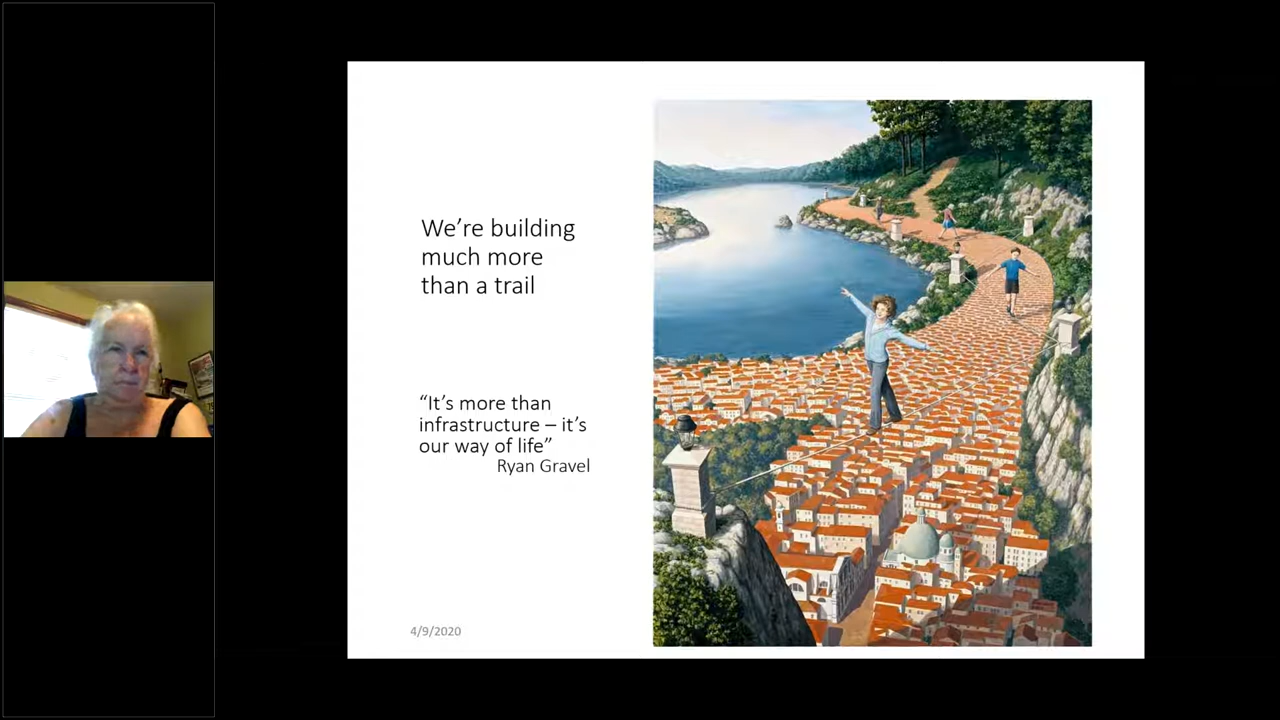 We’re building
much more
than a trail
“It’s more than
infrastructure – it’s
our way of life”
Ryan Gravel
4/9/2020